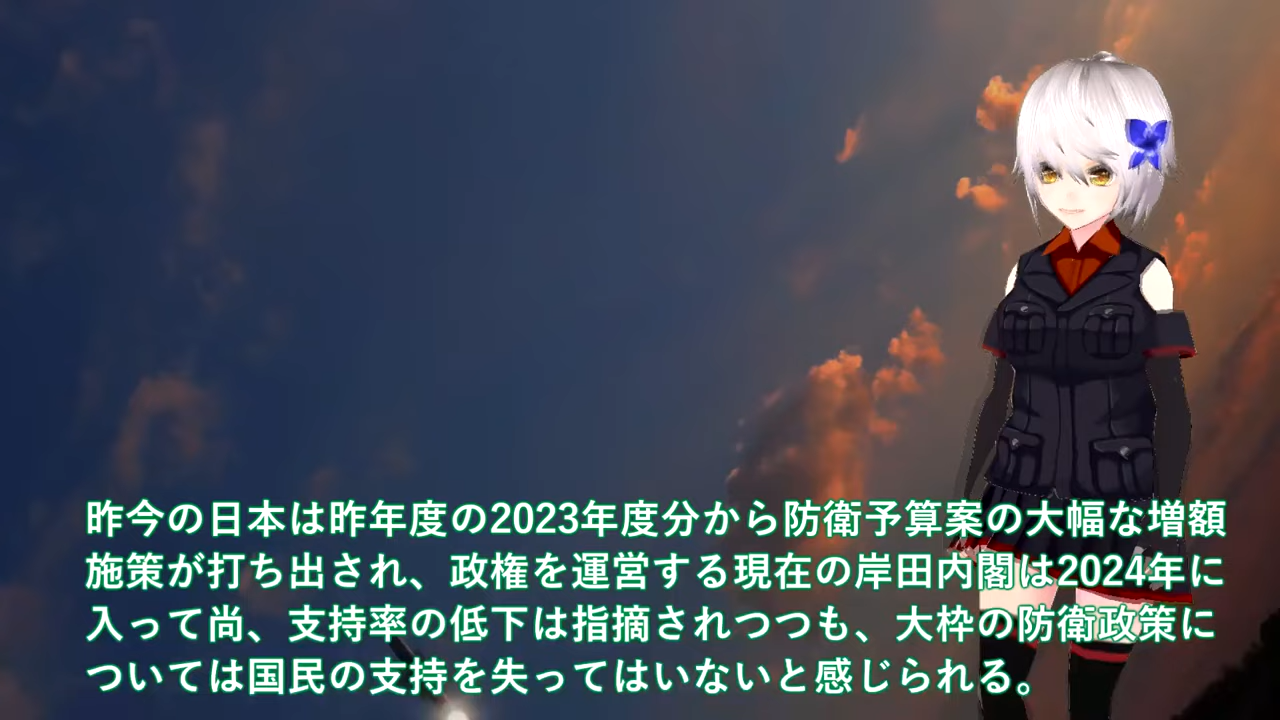 昨今の日本は昨年度の2023年度分から防衛予算案の大幅な増額
施策が打ち出され、政権を運営する現在の岸田内閣は2024年に
入って尚、支持率の低下は指摘されつつも、大枠の防衛政策に
ついては国民の支持を失ってはいないと感じられる。